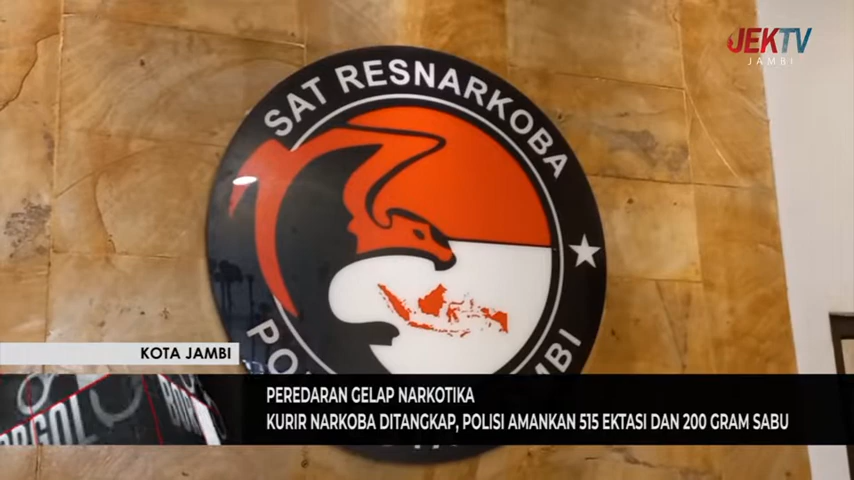 JEKTV
JAMBI
SAT RESNARKOBA
KOTA JAMBI
PEREDARAN GELAP NARKOTIKA
KURIR NARKOBA DITANGKAP, POLISI AMANKAN 515 EKTASI DAN 200 GRAM SABU